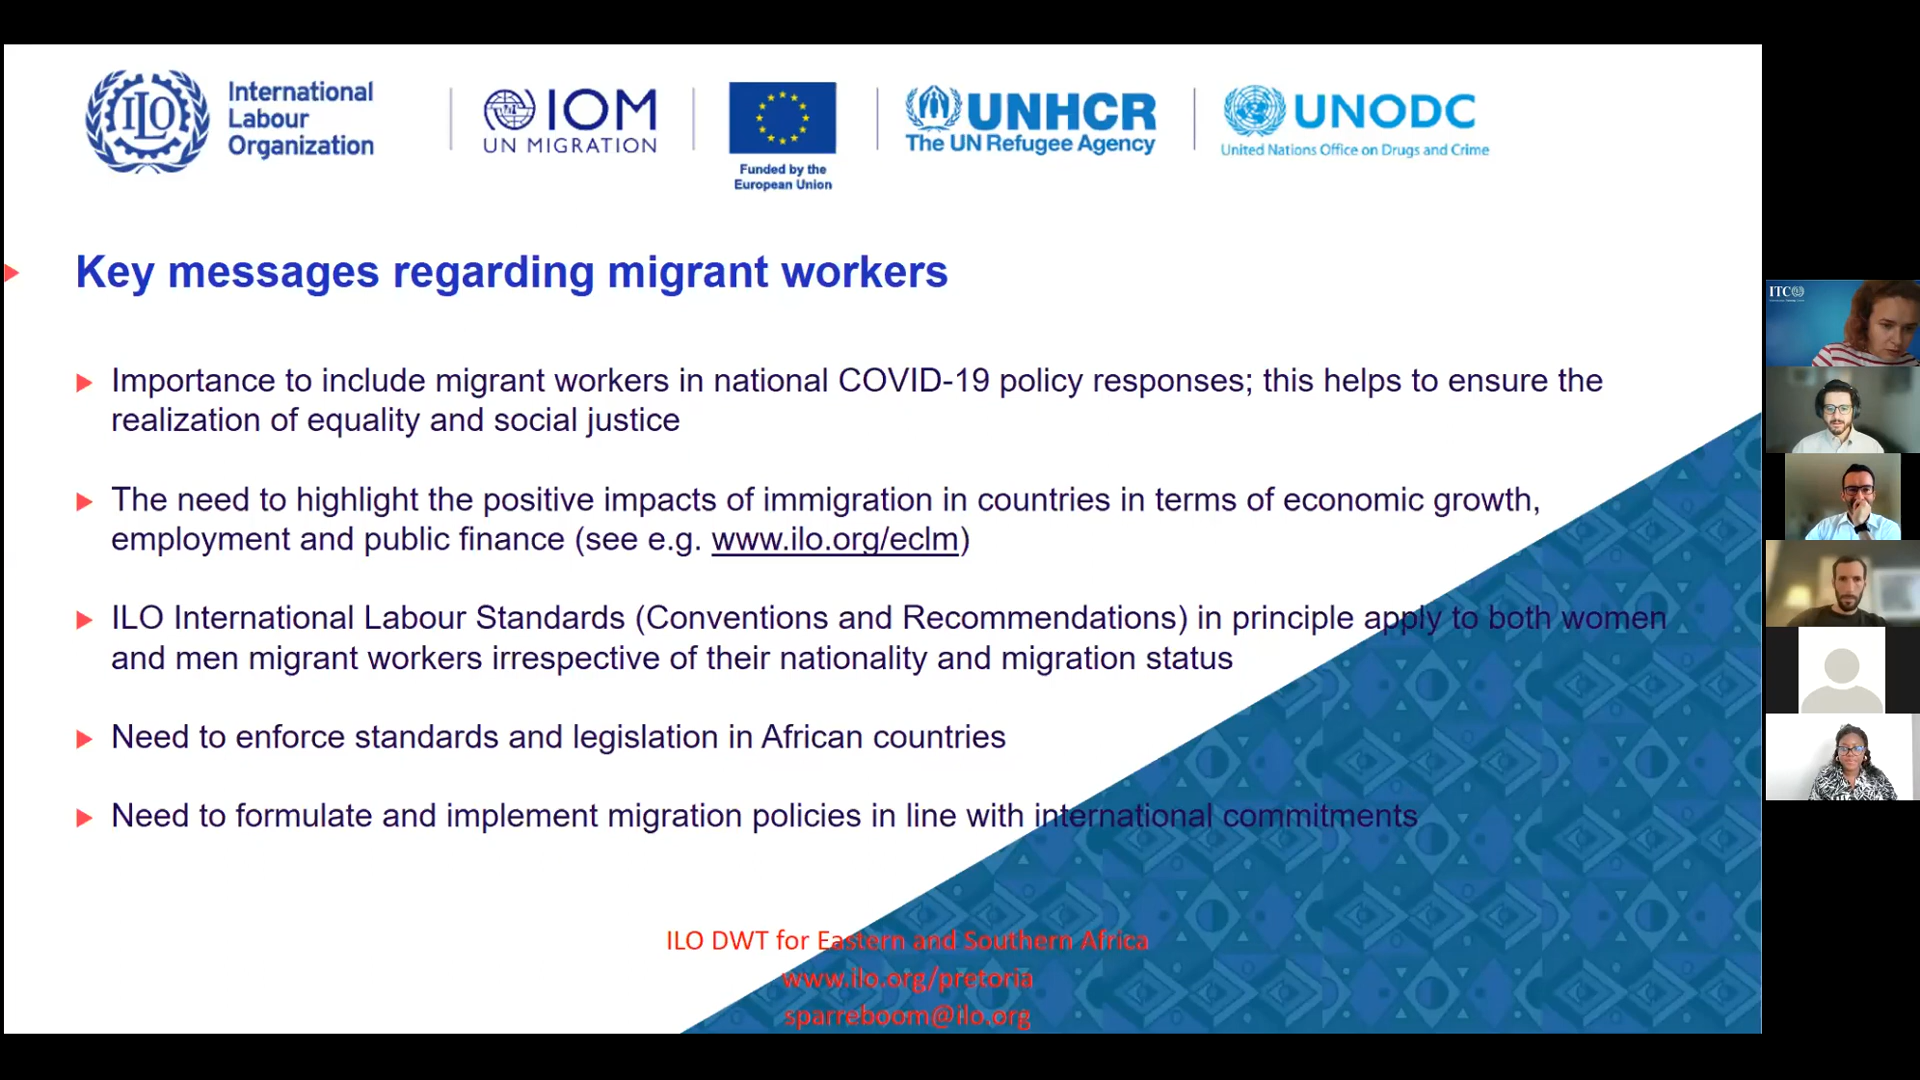 International
Labour
Organization
ILO
IOM
UN MIGRATION
Funded by the
European Union
UNHCR
The UN Refugee Agency
UNODC
United Nations Office on Drugs and Crime
Key messages regarding migrant workers
Importance to include migrant workers in national COVID-19 policy responses; this helps to ensure the
realization of equality and social justice
The need to highlight the positive impacts of immigration in countries in terms of economic growth,
employment and public finance (see e.g. www.ilo.org/eclm)
ILO International Labour Standards (Conventions and Recommendations) in principle apply to both women
and men migrant workers irrespective of their nationality and migration status
Need to enforce standards and legislation in African countries
Need to formulate and implement migration policies in line with international commitments
ILO DWT for Eastern and Southern Africa
www.ilo.org/pretoria
sparreboom@ilo.org
ITC